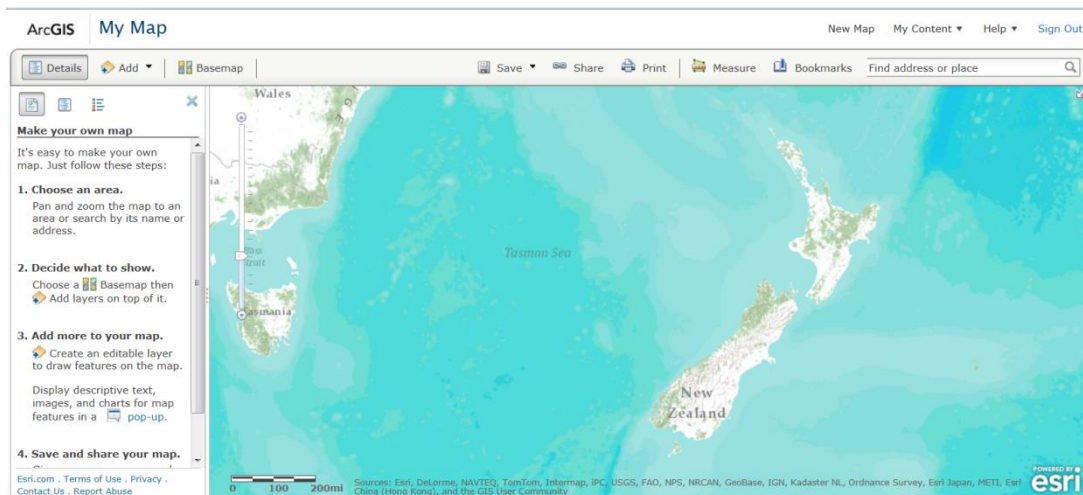 ArcGIS My Map New Map My Content ▾ Help ▾ Sign Out
Details Add ▾ Basemap Save ▾ Share Print Measure Bookmarks Find address or place
Make your own map
It's easy to make your own
map. Just follow these steps:
1. Choose an area.
Pan and zoom the map to an
area or search by its name or
address.
2. Decide what to show.
Choose a Basemap then
Add layers on top of it.
3. Add more to your map.
Create an editable layer
to draw features on the map.
Display descriptive text,
images, and charts for map
features in a pop-up.
4. Save and share your map.
Esri.com . Terms of Use . Privacy .
Contact Us . Report Abuse
Wales
Tasman Sea
Tasmania
New
Zealand
0 100 200mi
Sources: Esri, DeLorme, NAVTEQ, TomTom, Intermap, iPC, USGS, FAO, NPS, NRCAN, GeoBase, IGN, Kadaster NL, Ordnance Survey, Esri Japan, METI, Esri
China (Hong Kong), and the GIS User Community
POWERED BY
esri